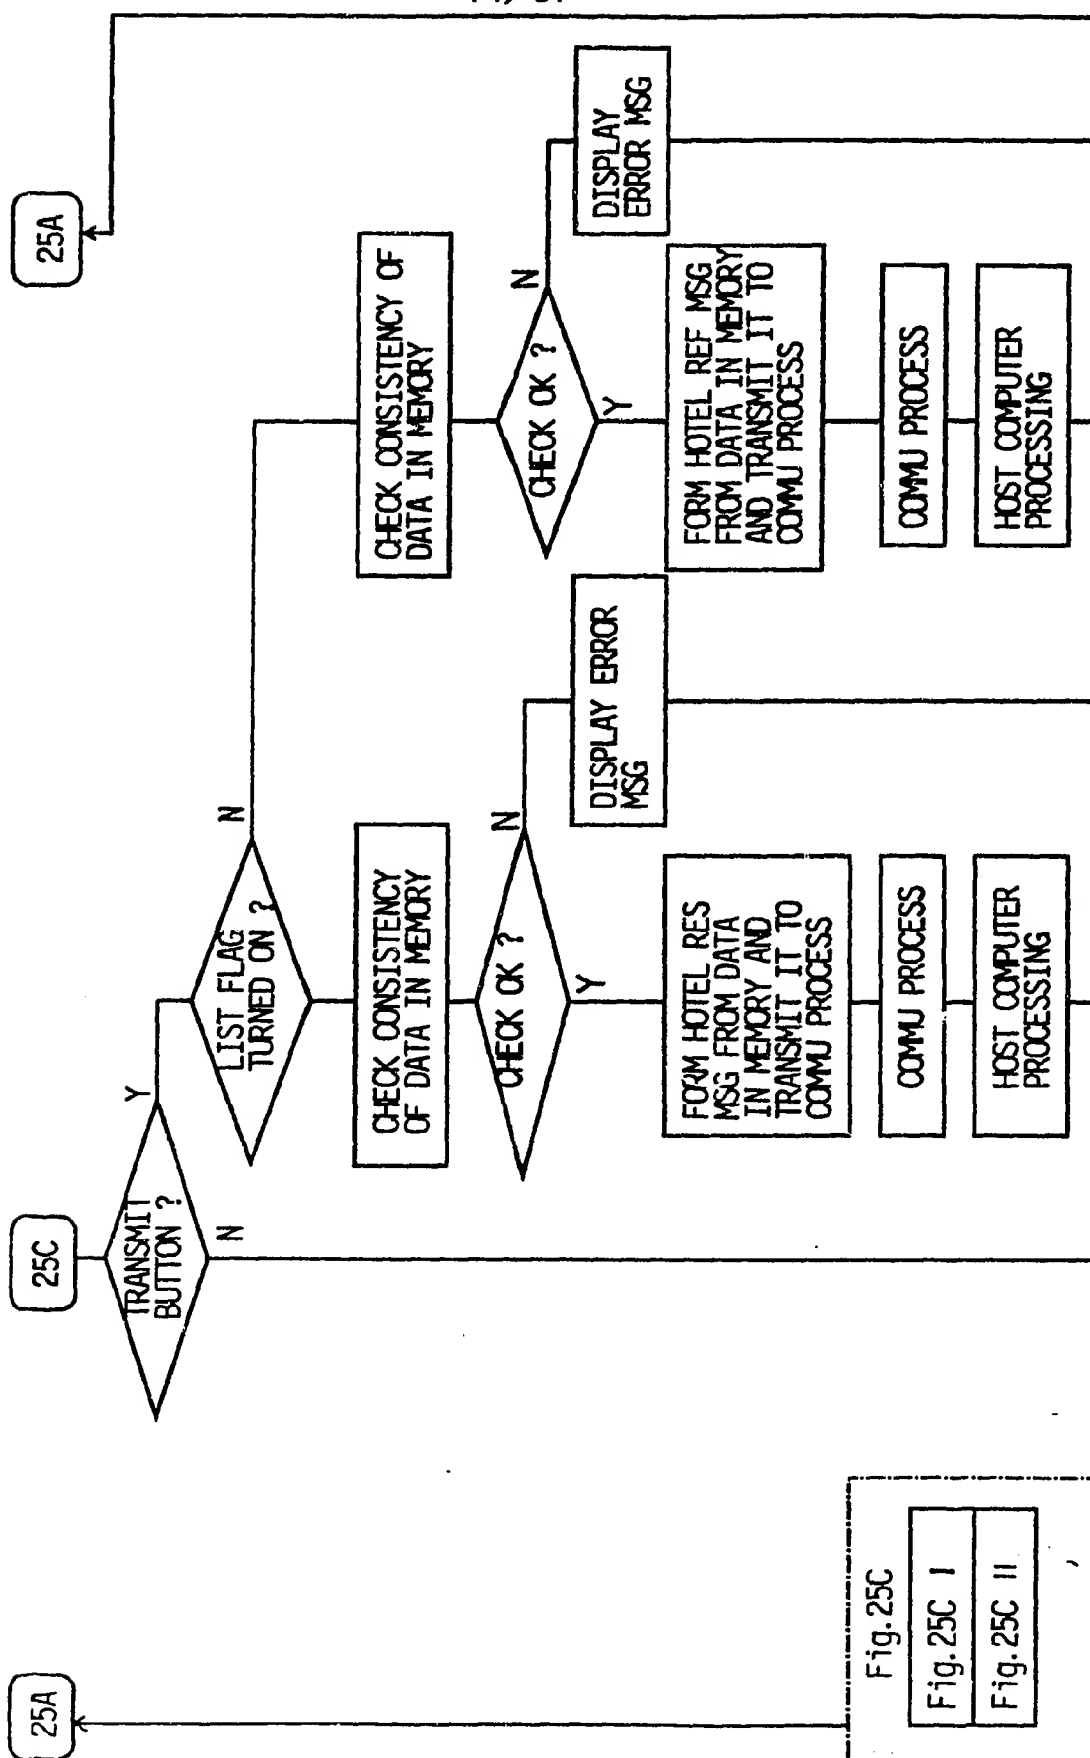 25A
25C
25A
TRANSMIT
BUTTON ?
Y
N
LIST FLAG
TURNED ON ?
N
CHECK CONSISTENCY
OF DATA IN MEMORY
CHECK CONSISTENCY OF
DATA IN MEMORY
CHECK OK ?
N
Y
CHECK OK ?
N
Y
DISPLAY ERROR
MSG
DISPLAY
ERROR MSG
FORM HOTEL RES
MSG FROM DATA
IN MEMORY AND
TRANSMIT IT TO
COMMU PROCESS
FORM HOTEL REF MSG
FROM DATA IN MEMORY
AND TRANSMIT IT TO
COMMU PROCESS
COMMU PROCESS
COMMU PROCESS
HOST COMPUTER
PROCESSING
HOST COMPUTER
PROCESSING
Fig.25C
Fig.25C I
Fig.25C II